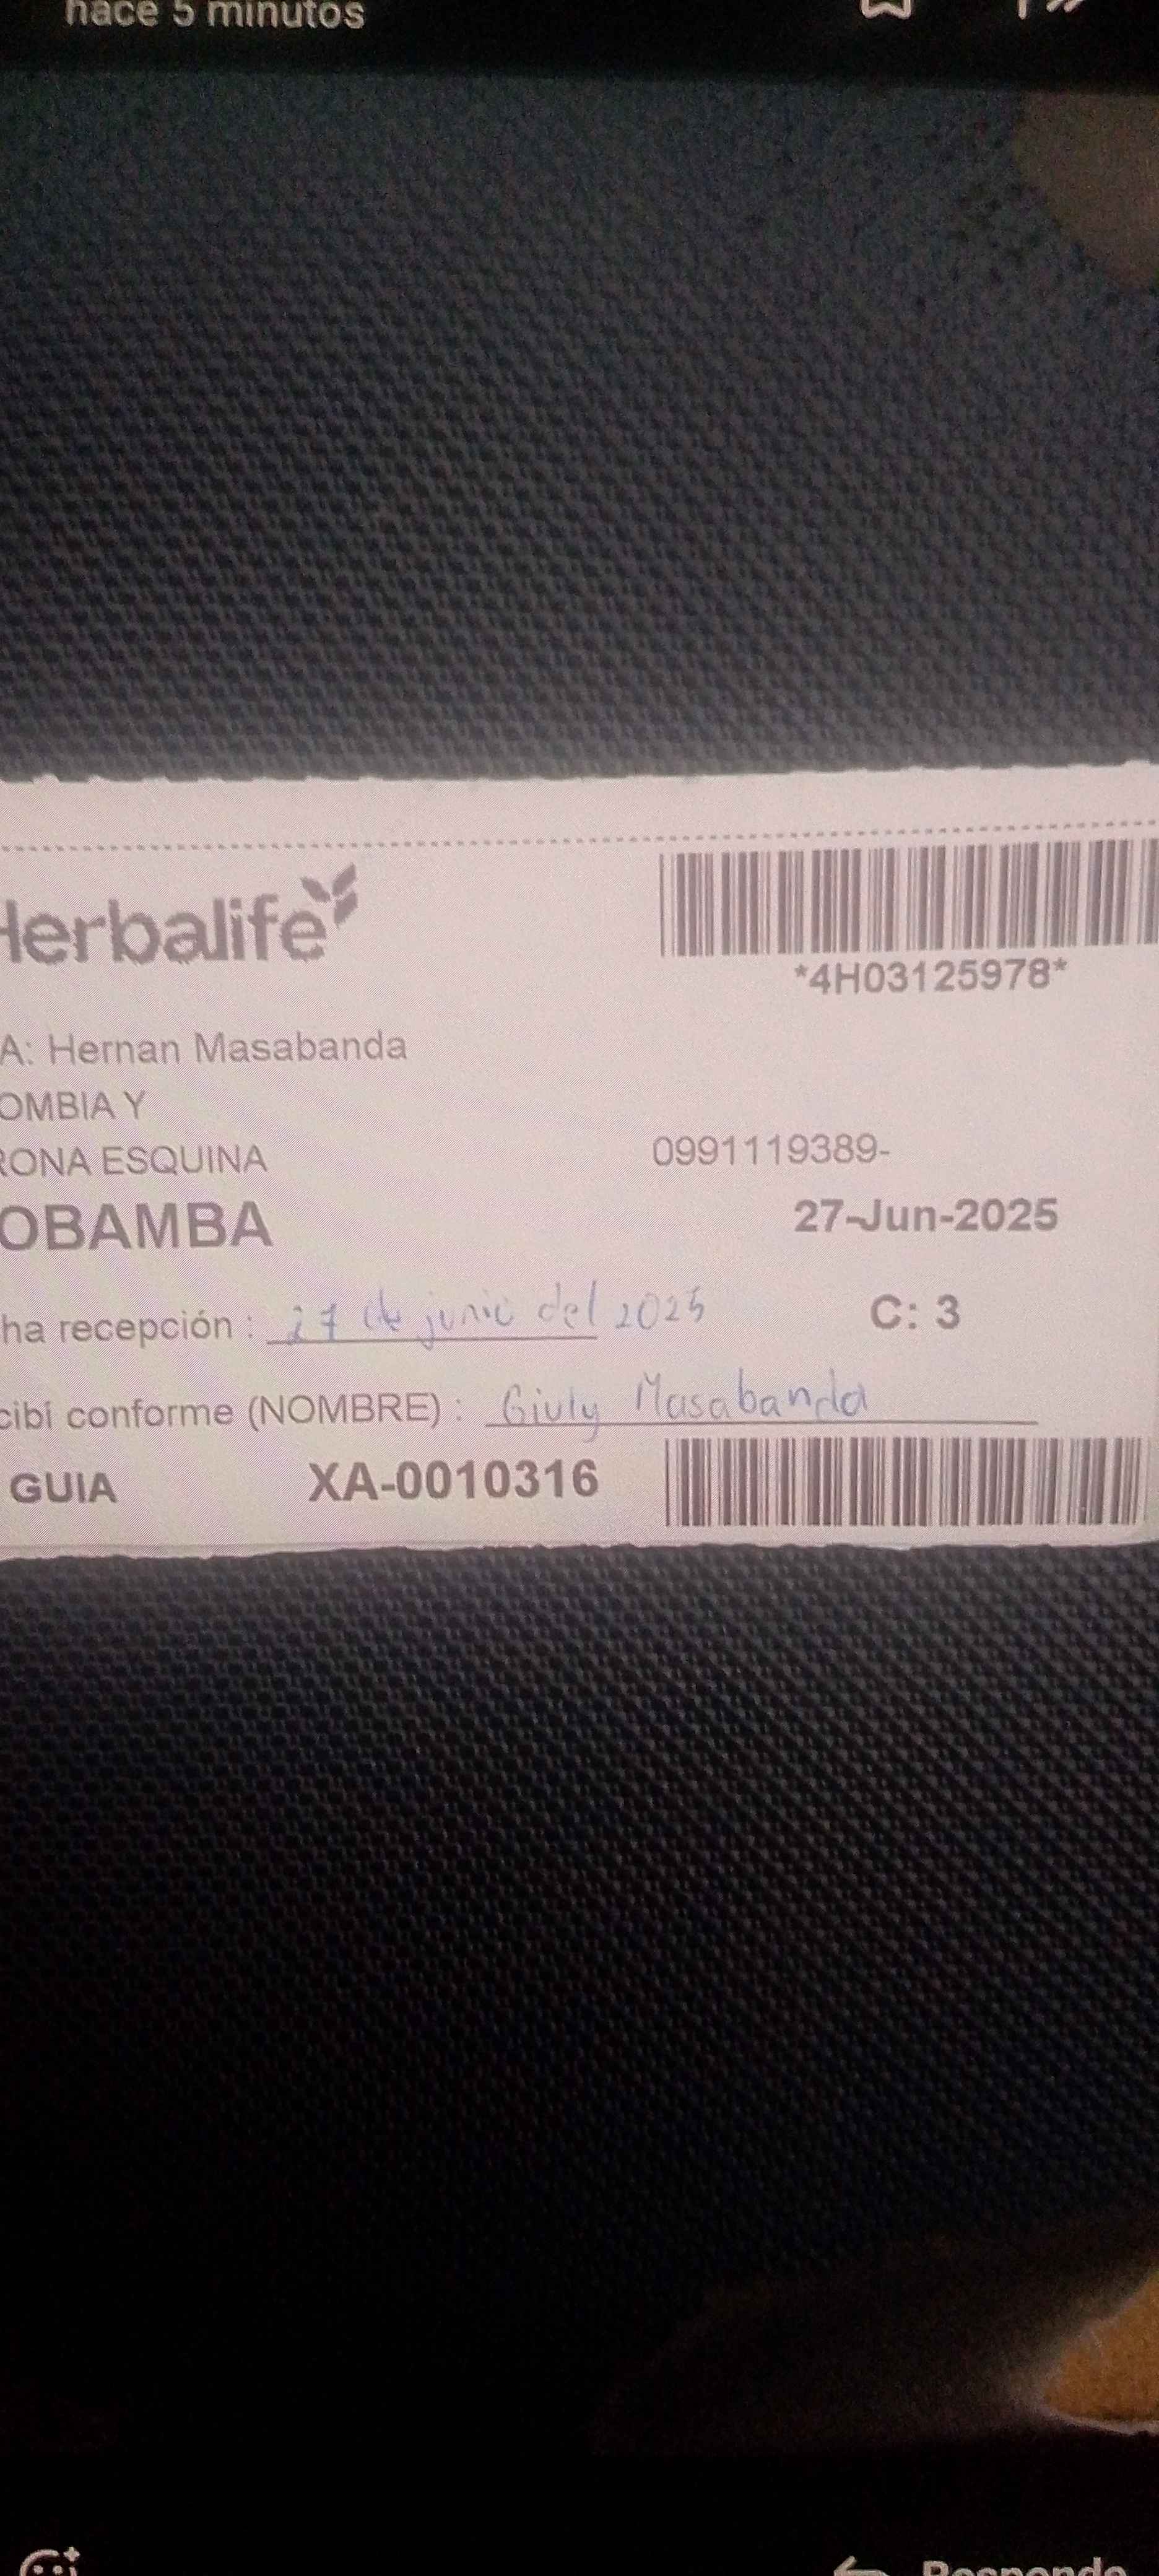 hace 5 minutos
Herbalife
*4H03125978*
A: Hernan Masabanda
OMBIA Y
RONA ESQUINA
0991119389-
OBAMBA
27-Jun-2025
ha recepción : 27 de junio del 2025
C: 3
cibí conforme (NOMBRE) : Giuly Masabanda
GUIA XA-0010316
Responde